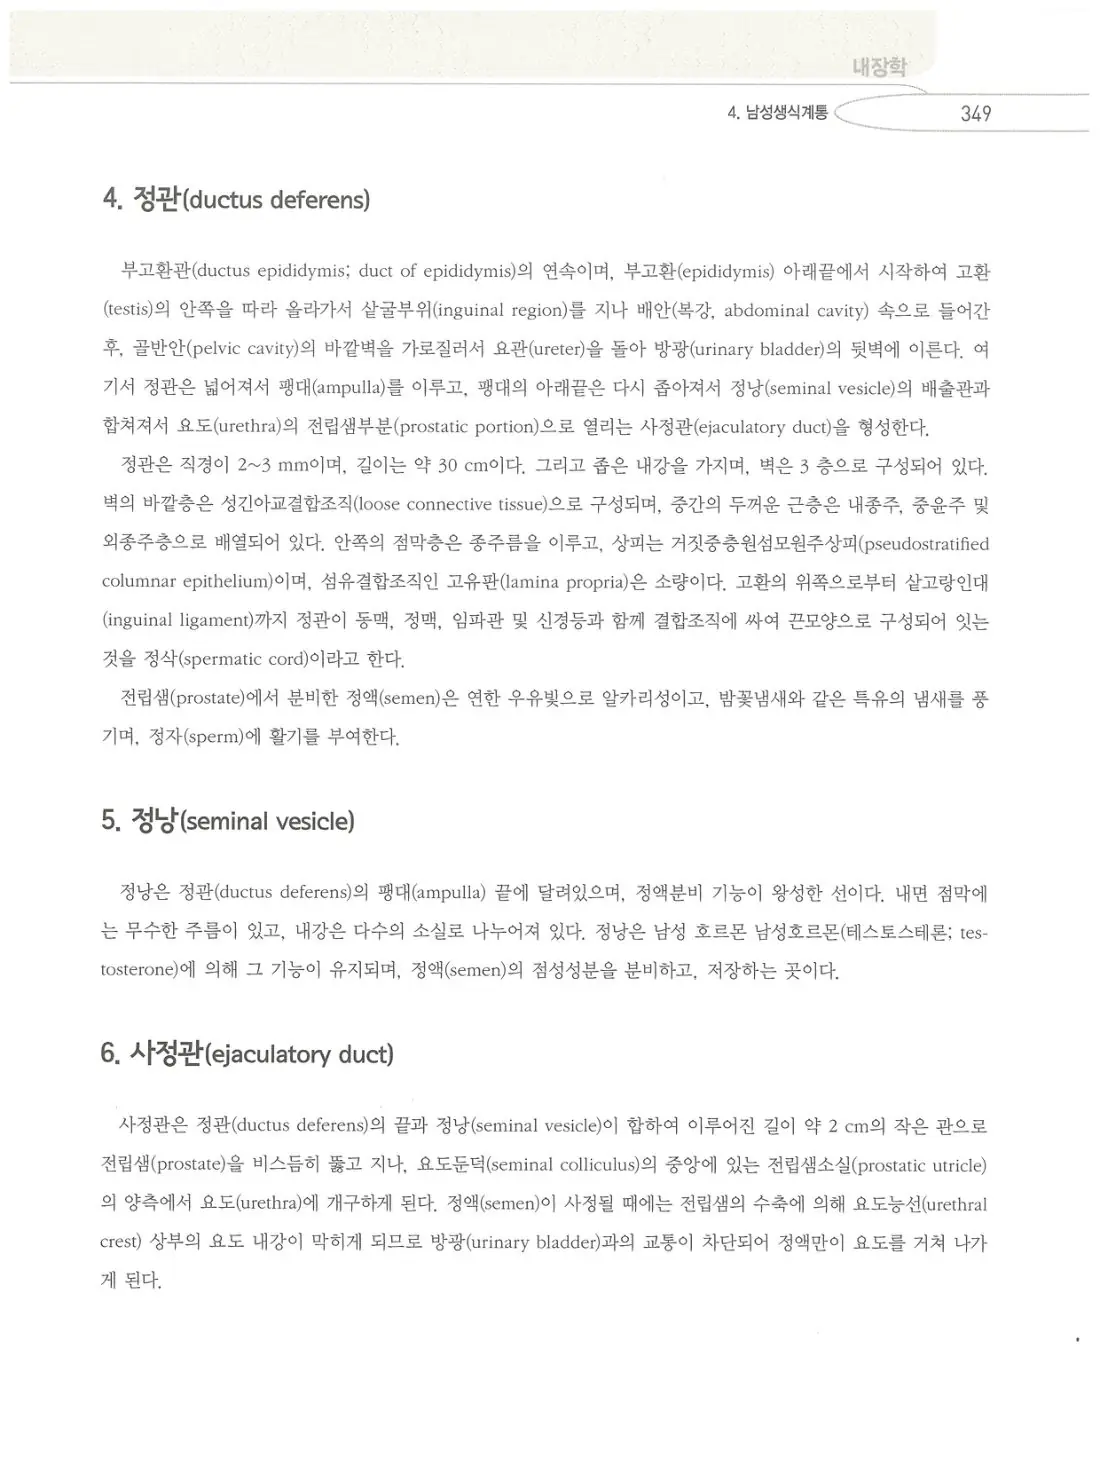 내장학
4. 남성생식계통
349
4. 정관(ductus deferens)
부고환관(ductus epididymis; duct of epididymis)의 연속이며, 부고환(epididymis) 아래끝에서 시작하여 고환
(testis)의 안쪽을 따라 올라가서 샅굴부위(inguinal region)를 지나 배안(복강, abdominal cavity) 속으로 들어간
후, 골반안(pelvic cavity)의 바깥벽을 가로질러서 요관(ureter)을 돌아 방광(urinary bladder)의 뒷벽에 이른다. 여
기서 정관은 넓어져서 팽대(ampulla)를 이루고, 팽대의 아래끝은 다시 좁아져서 정낭(seminal vesicle)의 배출관과
합쳐져서 요도(urethra)의 전립샘부분(prostatic portion)으로 열리는 사정관(ejaculatory duct)을 형성한다.
정관은 직경이 2~3 mm이며, 길이는 약 30 cm이다. 그리고 좁은 내강을 가지며, 벽은 3 층으로 구성되어 있다.
벽의 바깥층은 성긴아교결합조직(loose connective tissue)으로 구성되며, 중간의 두꺼운 근층은 내종주, 중윤주 및
외종주층으로 배열되어 있다. 안쪽의 점막층은 종주름을 이루고, 상피는 거짓중층원섬모원주상피(pseudostratified
columnar epithelium)이며, 섬유결합조직인 고유판(lamina propria)은 소량이다. 고환의 위쪽으로부터 샅고랑인대
(inguinal ligament)까지 정관이 동맥, 정맥, 임파관 및 신경등과 함께 결합조직에 싸여 끈모양으로 구성되어 잇는
것을 정삭(spermatic cord)이라고 한다.
전립샘(prostate)에서 분비한 정액(semen)은 연한 우유빛으로 알카리성이고, 밤꽃냄새와 같은 특유의 냄새를 풍
기며, 정자(sperm)에 활기를 부여한다.
5. 정낭(seminal vesicle)
정낭은 정관(ductus deferens)의 팽대(ampulla) 끝에 달려있으며, 정액분비 기능이 왕성한 선이다. 내면 점막에
는 무수한 주름이 있고, 내강은 다수의 소실로 나누어져 있다. 정낭은 남성 호르몬 남성호르몬(테스토스테론; tes-
tosterone)에 의해 그 기능이 유지되며, 정액(semen)의 점성성분을 분비하고, 저장하는 곳이다.
6. 사정관(ejaculatory duct)
사정관은 정관(ductus deferens)의 끝과 정낭(seminal vesicle)이 합하여 이루어진 길이 약 2 cm의 작은 관으로
전립샘(prostate)을 비스듬히 뚫고 지나, 요도둔덕(seminal colliculus)의 중앙에 있는 전립샘소실(prostatic utricle)
의 양측에서 요도(urethra)에 개구하게 된다. 정액(semen)이 사정될 때에는 전립샘의 수축에 의해 요도능선(urethral
crest) 상부의 요도 내강이 막히게 되므로 방광(urinary bladder)과의 교통이 차단되어 정액만이 요도를 거쳐 나가
게 된다.